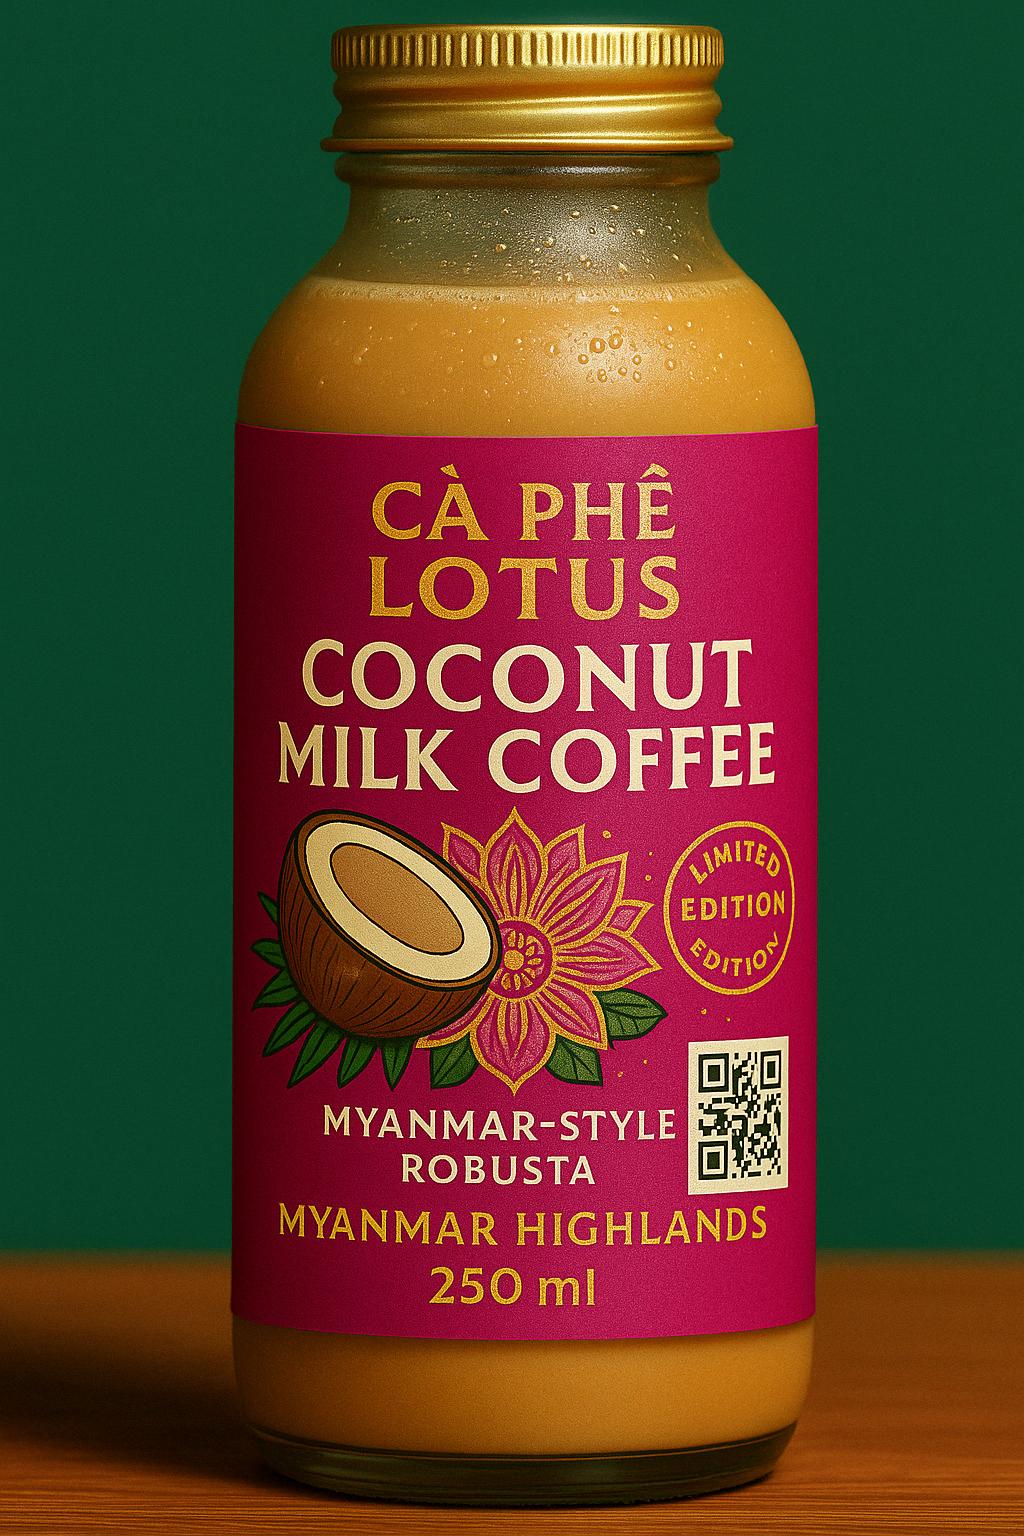 CÀ PHÊ
LOTUS
COCONUT
MILK COFFEE
LIMITED
EDITION
EDITION
MYANMAR-STYLE
ROBUSTA
MYANMAR HIGHLANDS
250 ml